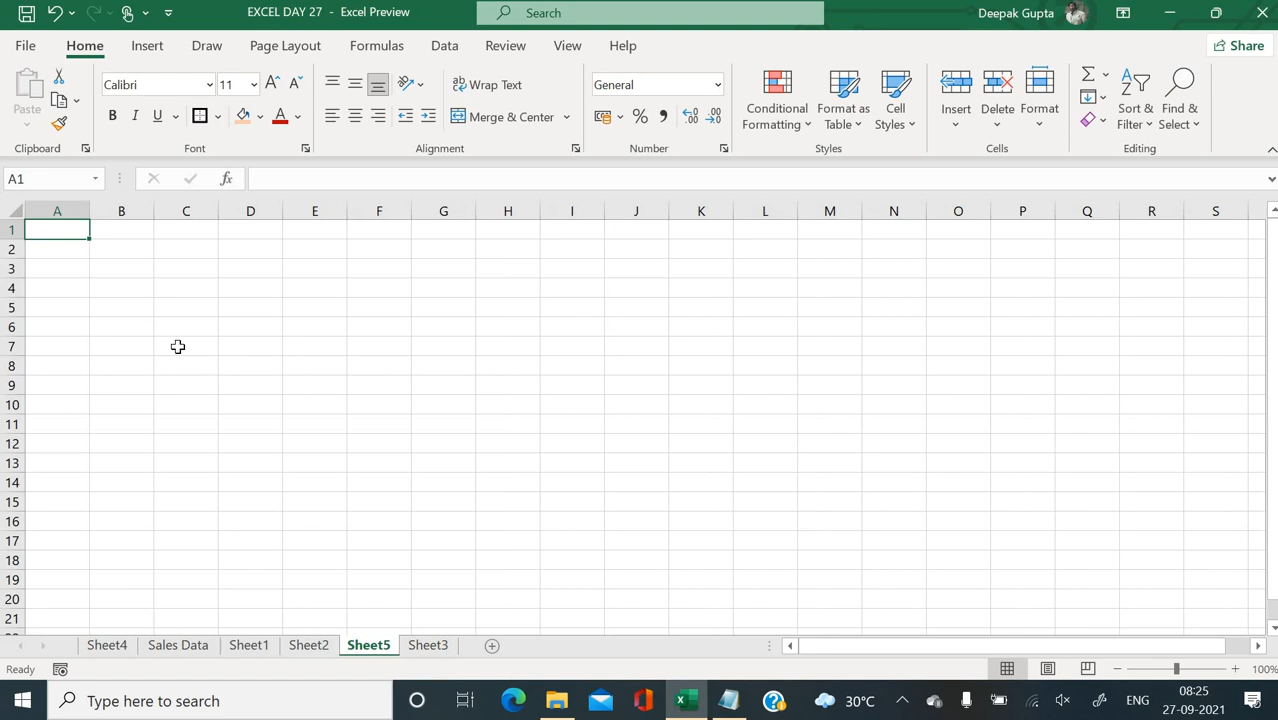 EXCEL DAY 27 - Excel Preview
Search
Deepak Gupta
File Home Insert Draw Page Layout Formulas Data Review View Help
Share
Paste
Calibri 11
B I U A
Wrap Text
Merge & Center
General
Conditional Formatting
Format as Table
Cell Styles
Insert Delete Format
Sort & Filter
Find & Select
Clipboard Font Alignment Number Styles Cells Editing
A1 fx
A B C D E F G H I J K L M N O P Q R S
1
2
3
4
5
6
7
8
9
10
11
12
13
14
15
16
17
18
19
20
21
Sheet4 Sales Data Sheet1 Sheet2 Sheet5 Sheet3
Ready
100%
Type here to search
30°C
ENG
08:25
27-09-2021